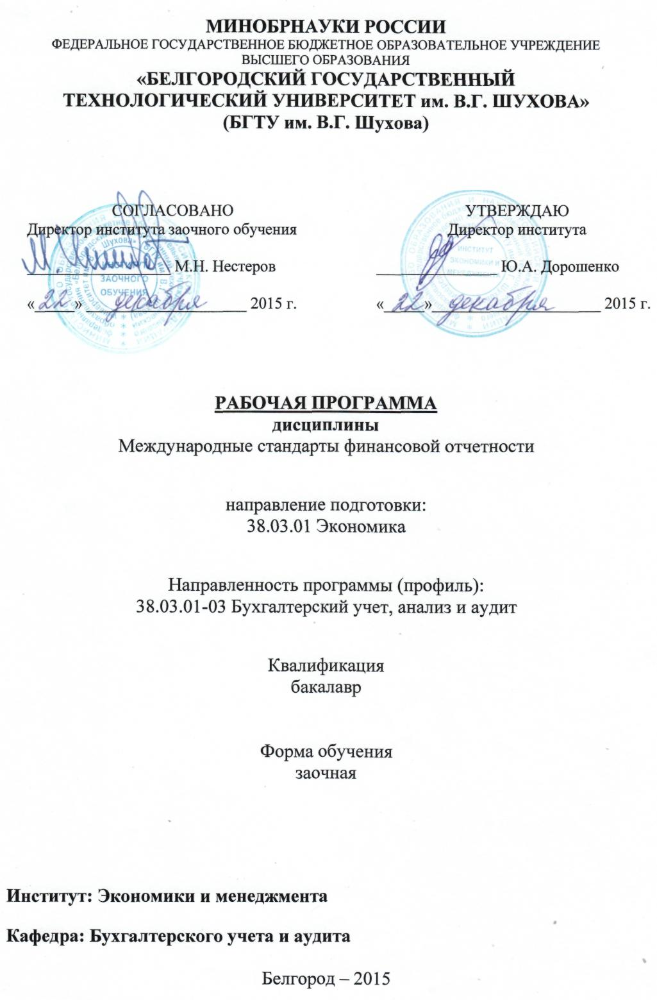 МИНОБРНАУКИ РОССИИ
ФЕДЕРАЛЬНОЕ ГОСУДАРСТВЕННОЕ БЮДЖЕТНОЕ ОБРАЗОВАТЕЛЬНОЕ УЧРЕЖДЕНИЕ
ВЫСШЕГО ОБРАЗОВАНИЯ
«БЕЛГОРОДСКИЙ ГОСУДАРСТВЕННЫЙ
ТЕХНОЛОГИЧЕСКИЙ УНИВЕРСИТЕТ им. В.Г. ШУХОВА»
(БГТУ им. В.Г. Шухова)
СОГЛАСОВАНО
Директор института заочного обучения
М.Н. Нестеров
«22» декабря 2015 г.
ИНСТИТУТ
ЗАОЧНОГО
ОБУЧЕНИЯ
УТВЕРЖДАЮ
Директор института
Ю.А. Дорошенко
«22» декабря 2015 г.
ИНСТИТУТ
ЭКОНОМИКИ И
МЕНЕДЖМЕНТА
РАБОЧАЯ ПРОГРАММА
дисциплины
Международные стандарты финансовой отчетности
направление подготовки:
38.03.01 Экономика
Направленность программы (профиль):
38.03.01-03 Бухгалтерский учет, анализ и аудит
Квалификация
бакалавр
Форма обучения
заочная
Институт: Экономики и менеджмента
Кафедра: Бухгалтерского учета и аудита
Белгород – 2015